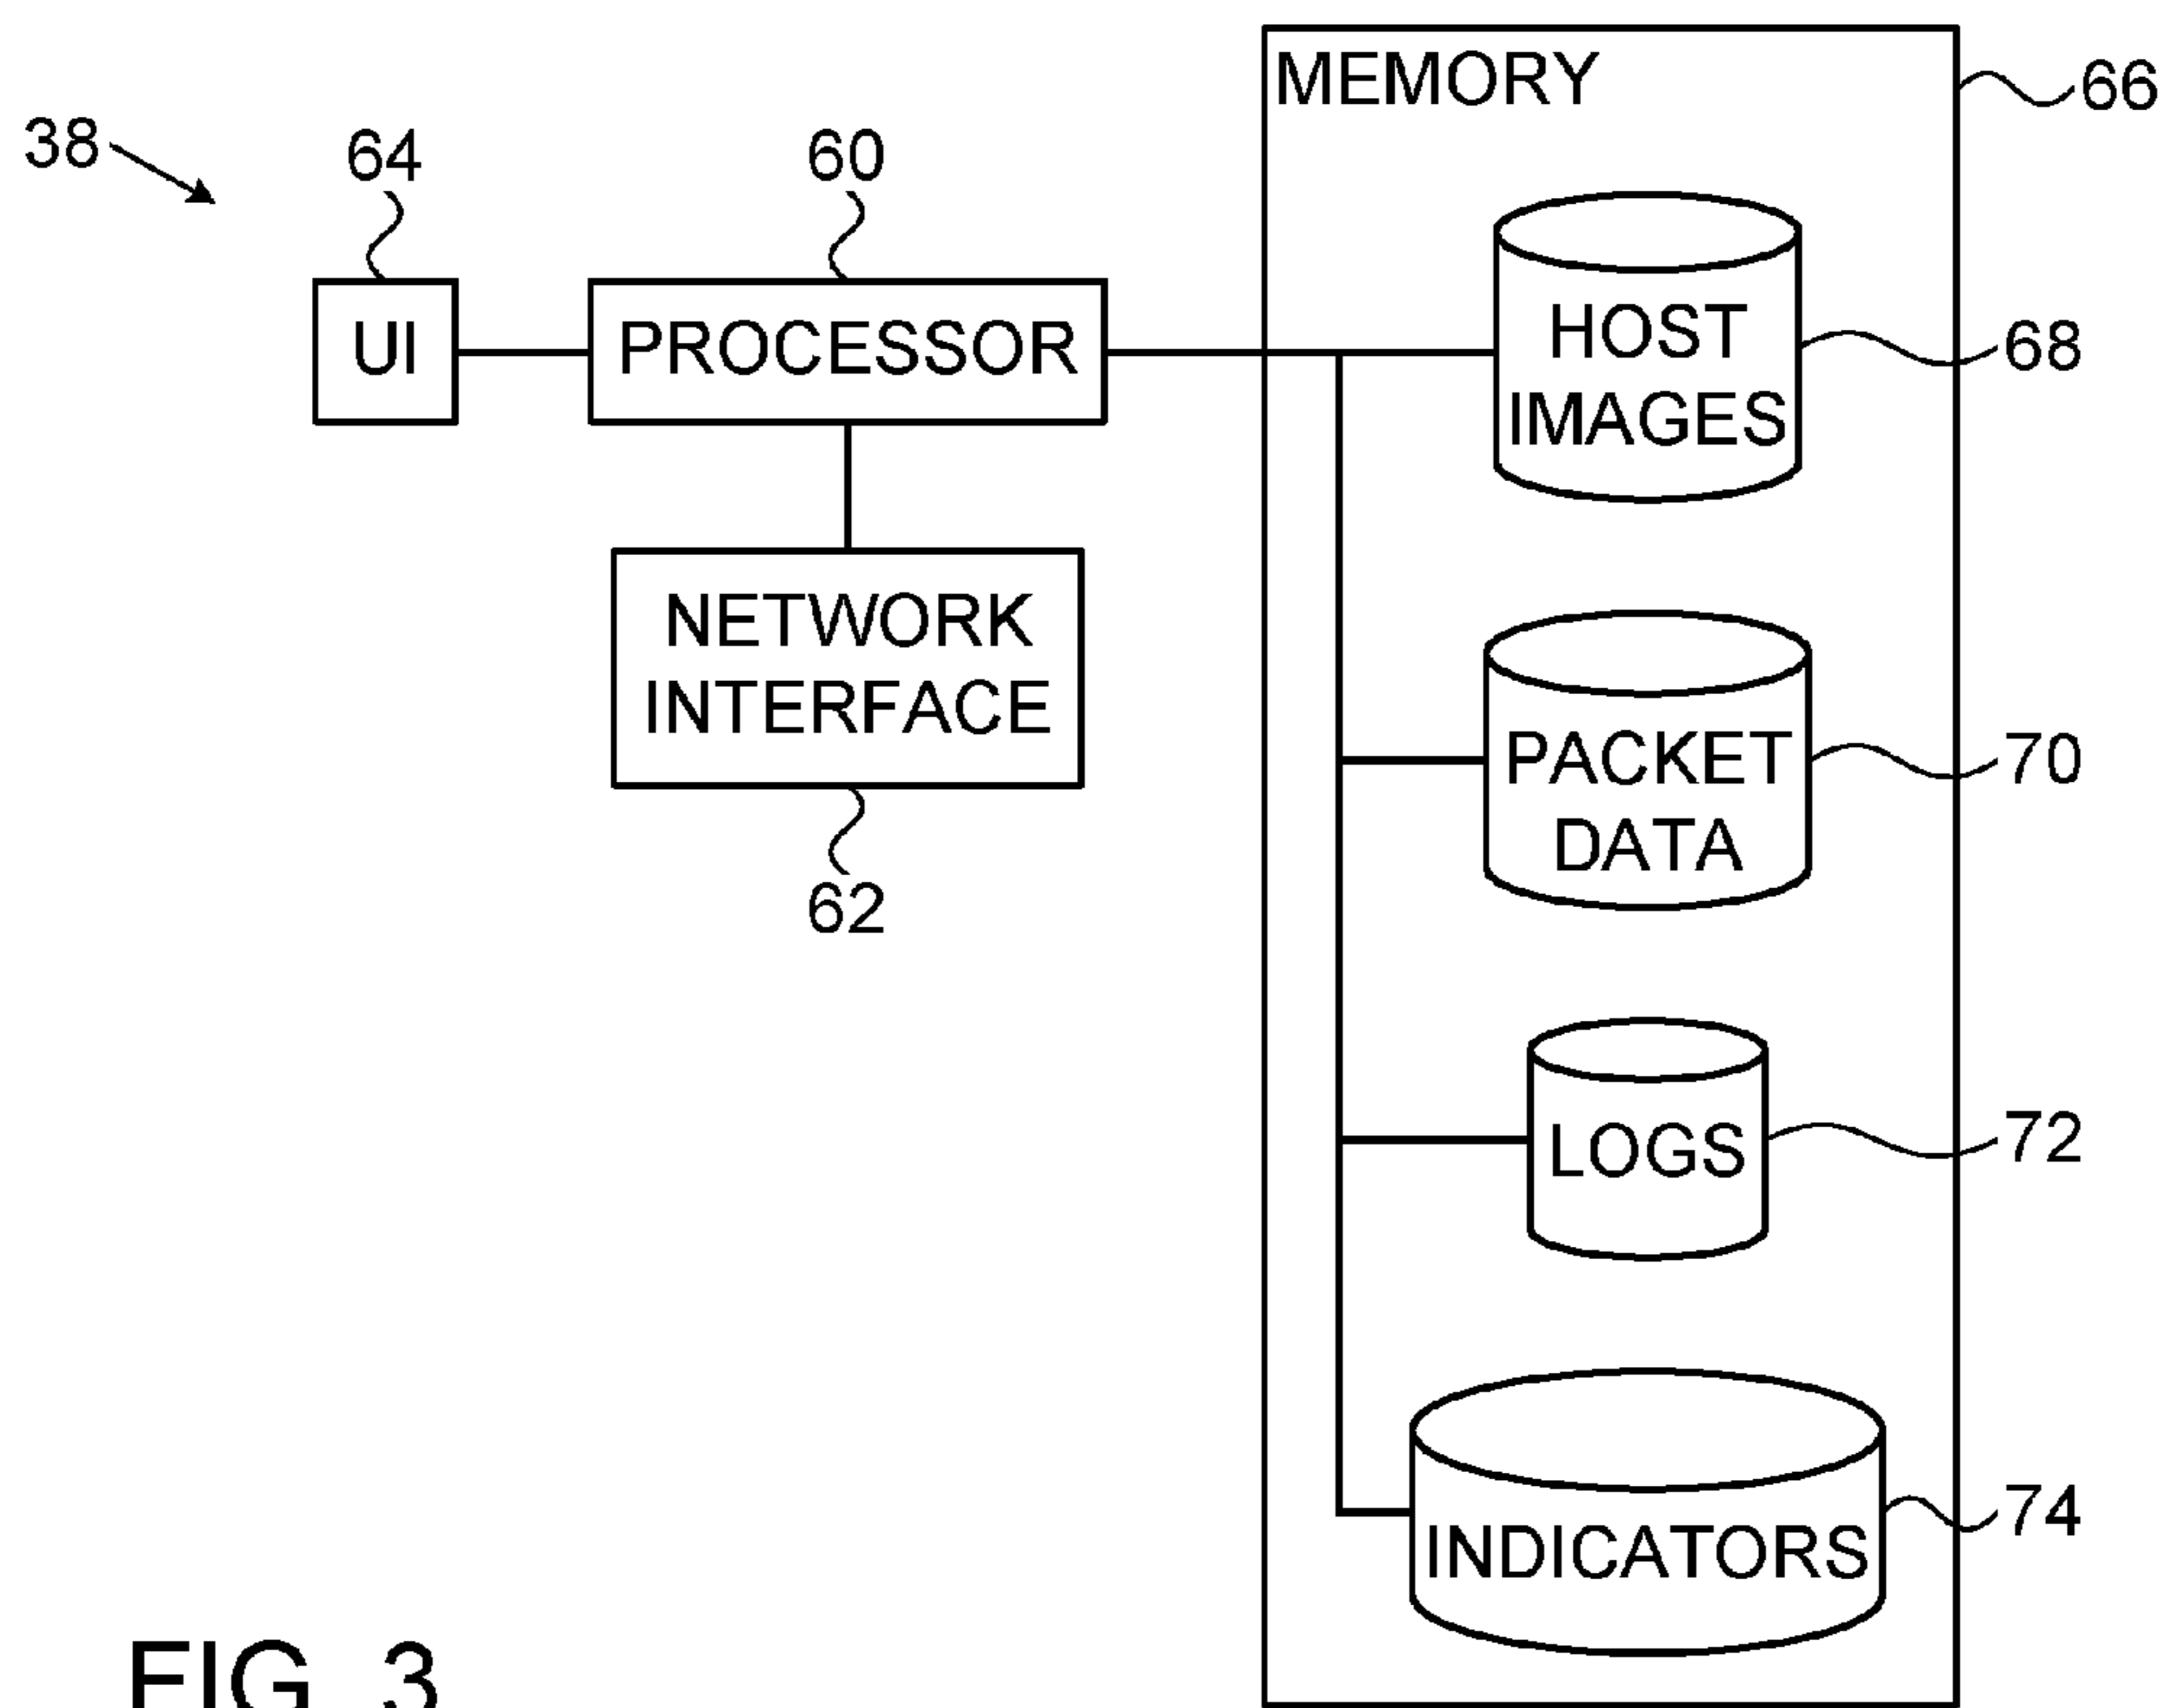 MEMORY
66
38
64
60
HOST
IMAGES
68
UI
PROCESSOR
NETWORK
INTERFACE
62
PACKET
DATA
70
LOGS
72
INDICATORS
74
FIG. 3